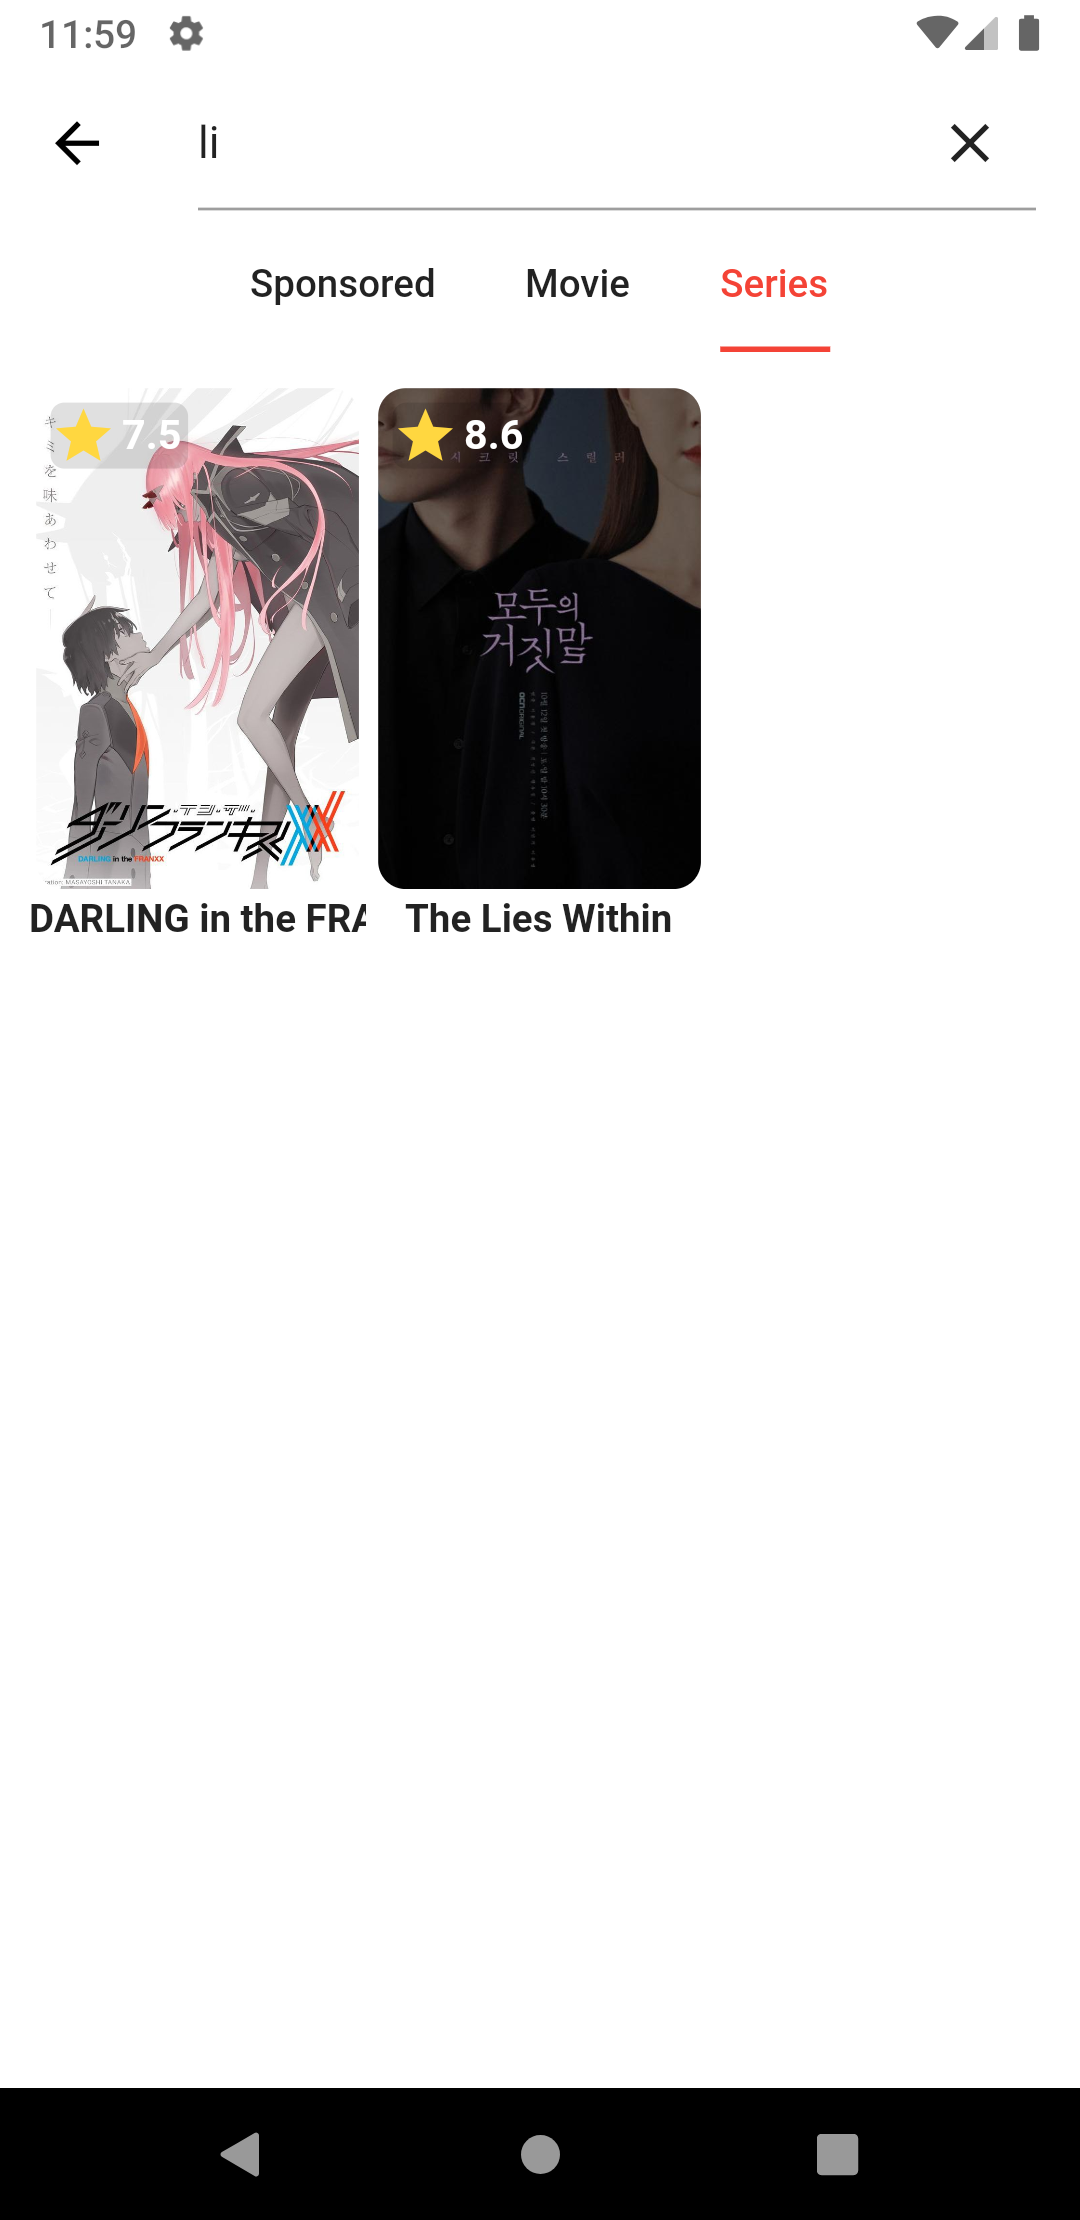 11:59
li
Sponsored
Movie
Series
7.5
キミを味あわせて
ダーリン・イン・ザ・
フランキス
DARLING in the FRANXX
ration: MASAYOSHI TANAKA
DARLING in the FRA
8.6
시크릿 스릴러
모두의
거짓말
OCN ORIGINAL
The Lies Within